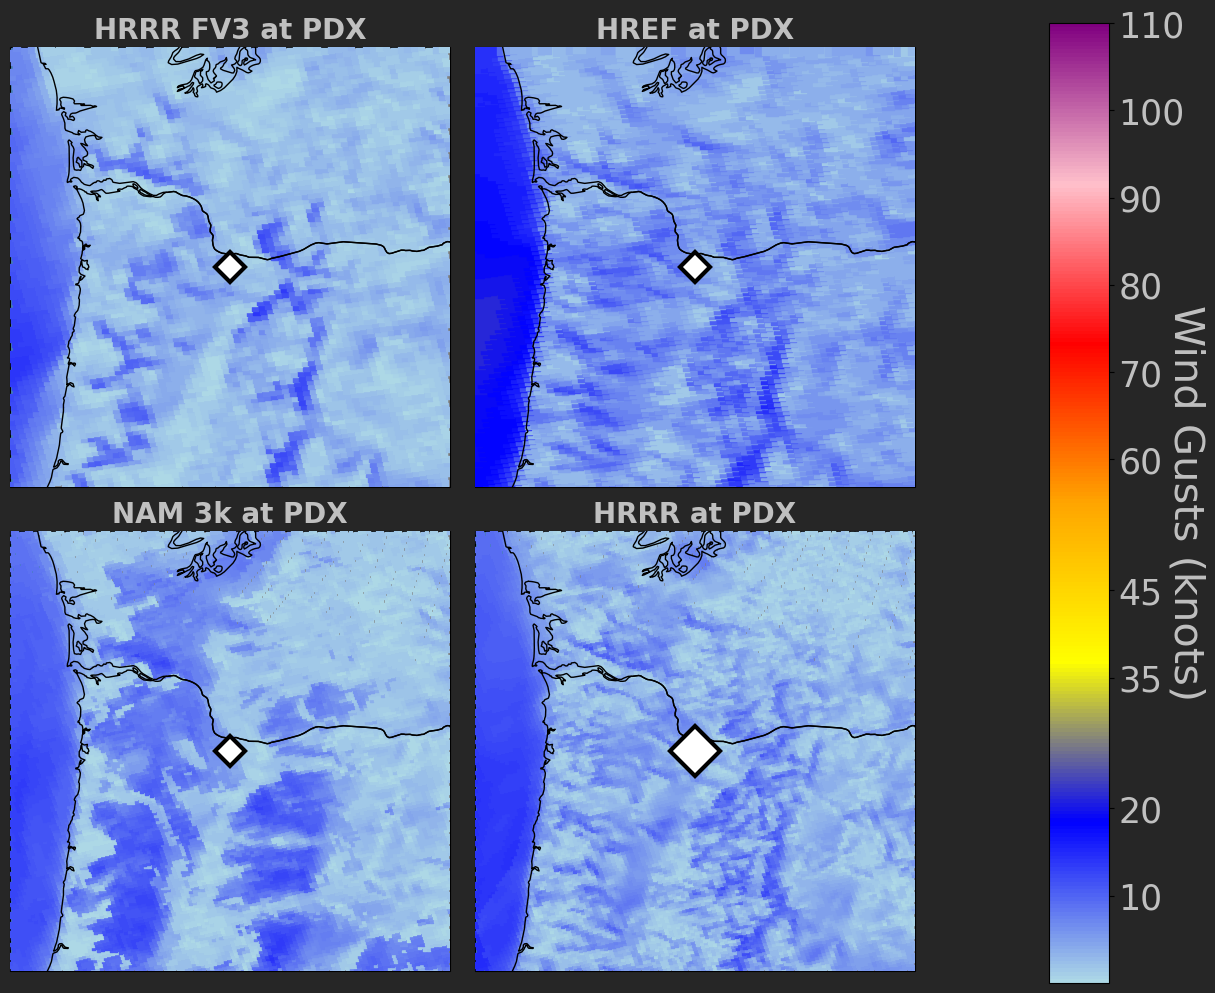 HRRR FV3 at PDX
HREF at PDX
NAM 3k at PDX
HRRR at PDX
110
100
90
80
70
60
45
35
20
10
Wind Gusts (knots)